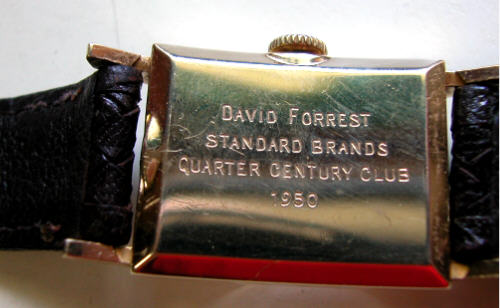 DAVID FORREST
STANDARD BRANDS
QUARTER CENTURY CLUB
1950